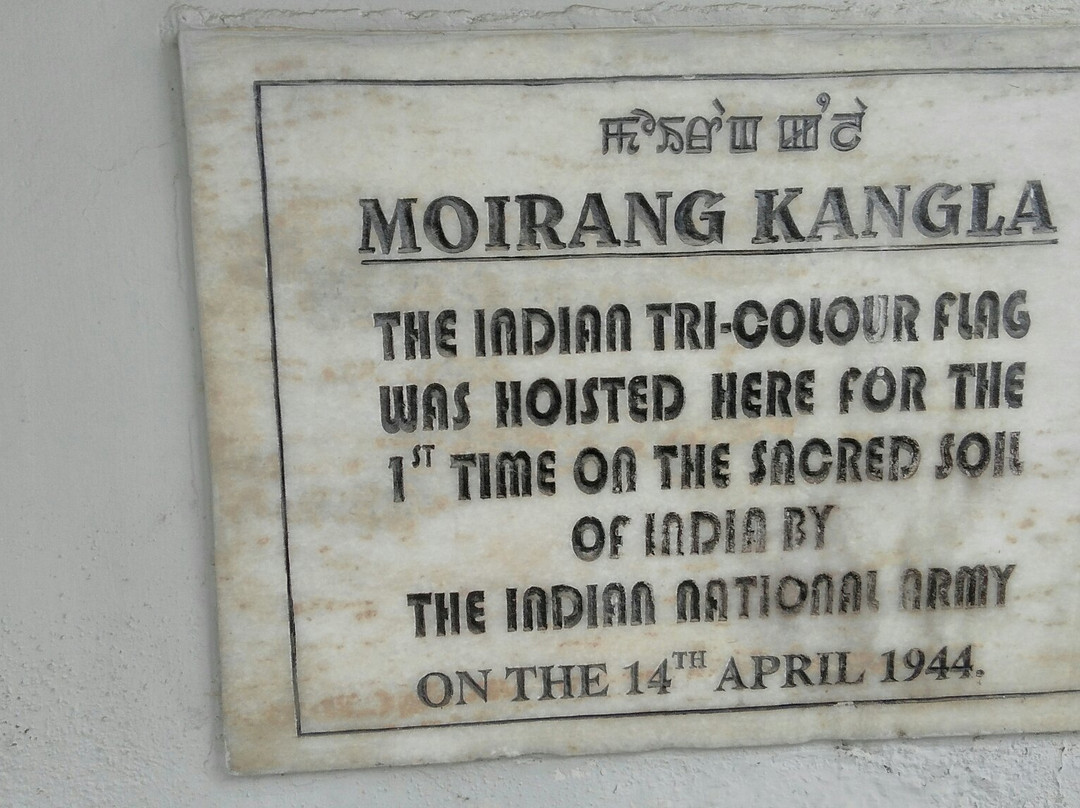 ꯃꯣꯢꯔꯥꯡ ꯀꯪꯂꯥ
MOIRANG KANGLA
THE INDIAN TRI-COLOUR FLAG
WAS HOISTED HERE FOR THE
1ST TIME ON THE SACRED SOIL
OF INDIA BY
THE INDIAN NATIONAL ARMY
ON THE 14TH APRIL 1944.